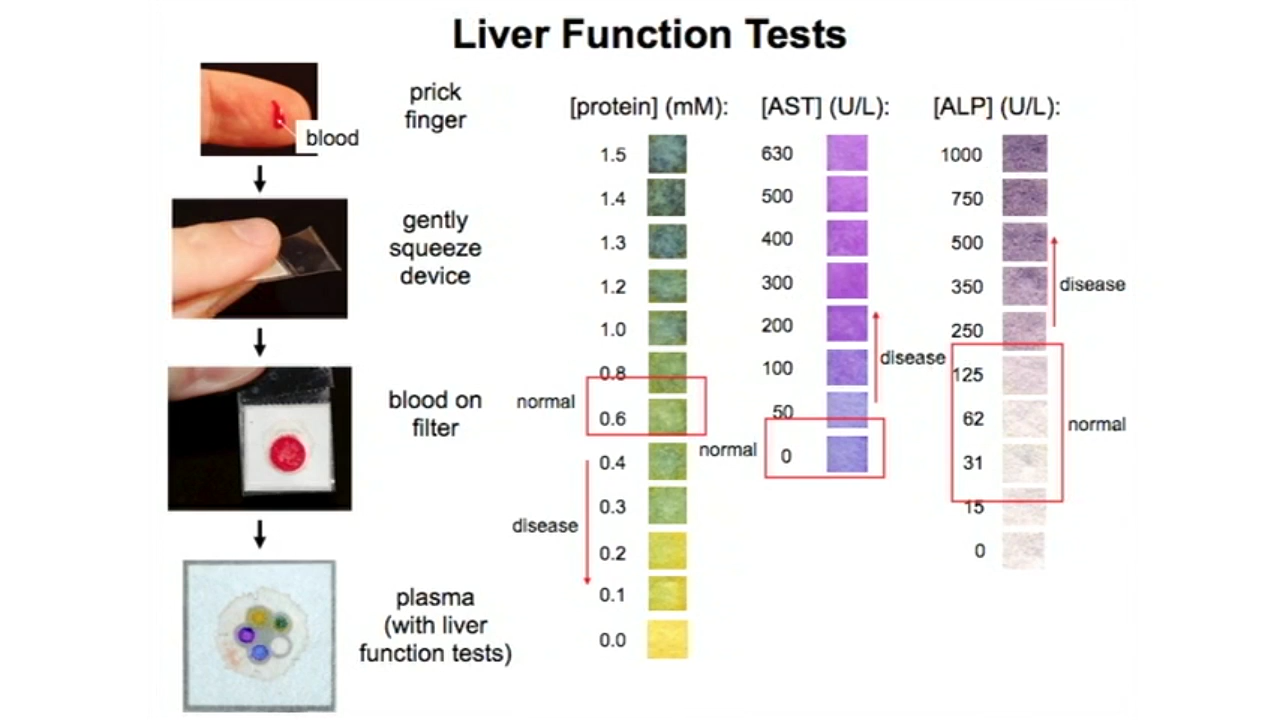 Liver Function Tests
prick
finger
blood
gently
squeeze
device
blood on
filter
plasma
(with liver
function tests)
[protein] (mM):
1.5
1.4
1.3
1.2
1.0
0.8
0.6
0.4
0.3
0.2
0.1
0.0
normal
disease
[AST] (U/L):
630
500
400
300
200
100
50
0
disease
normal
[ALP] (U/L):
1000
750
500
350
250
125
62
31
15
0
disease
normal